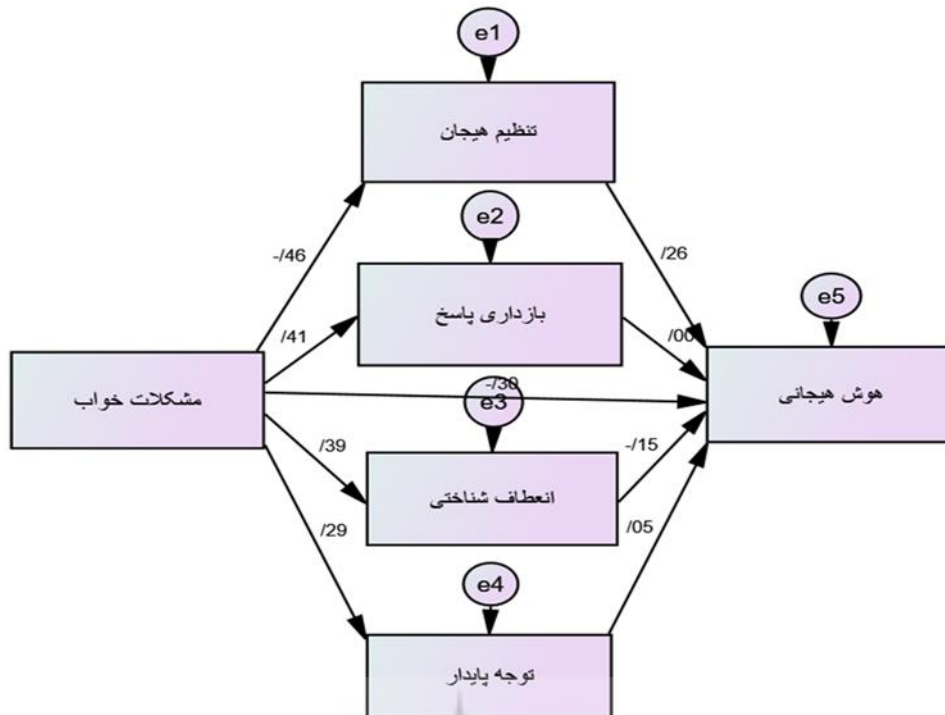 e1
تنظیم هیجان
-/46
/26
e2
بازداری پاسخ
/41
/00
e5
مشکلات خواب
-/30
هوش هیجانی
e3
/39
-/15
انعطاف شناختی
/29
/05
e4
توجه پایدار